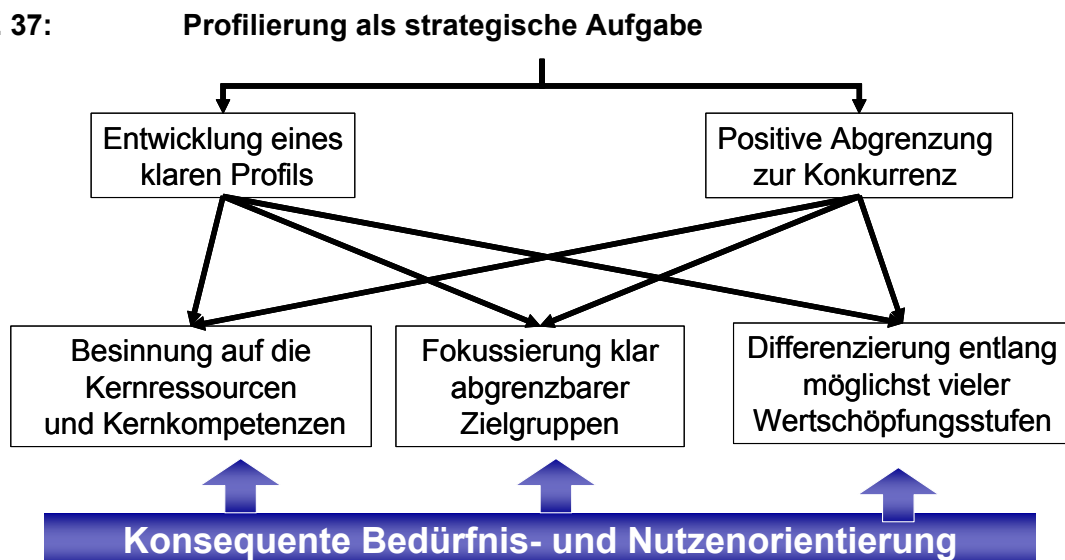 37: Profilierung als strategische Aufgabe
Entwicklung eines
klaren Profils
Positive Abgrenzung
zur Konkurrenz
Besinnung auf die
Kernressourcen
und Kernkompetenzen
Fokussierung klar
abgrenzbarer
Zielgruppen
Differenzierung entlang
möglichst vieler
Wertschöpfungsstufen
Konsequente Bedürfnis- und Nutzenorientierung